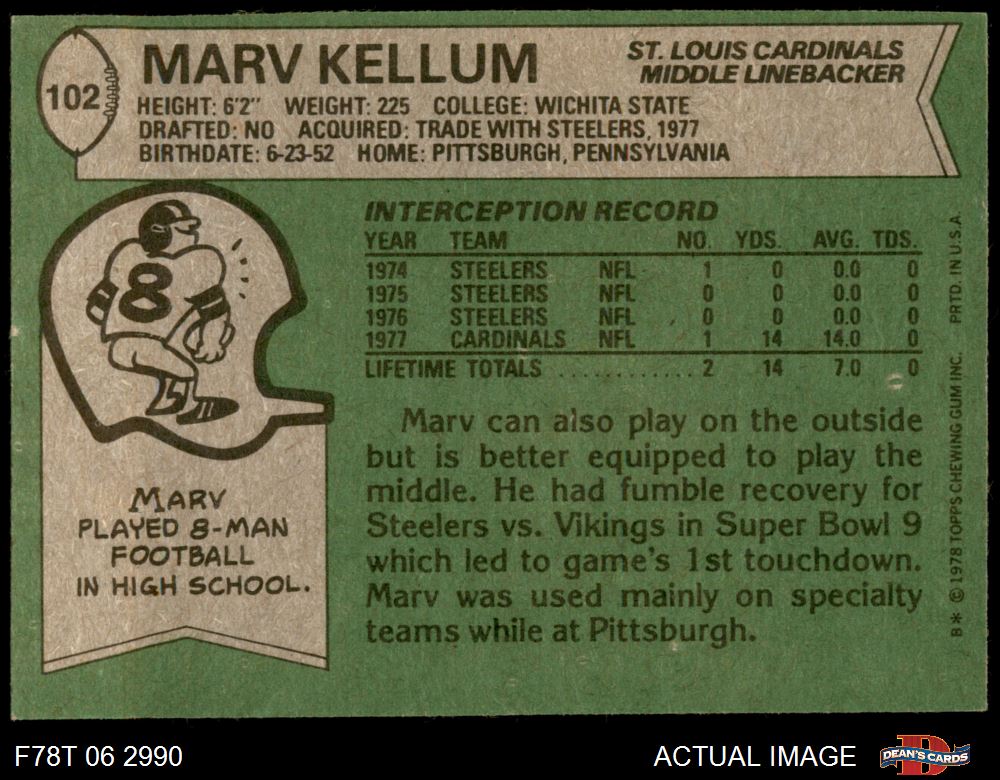 102
MARV KELLUM
ST. LOUIS CARDINALS
MIDDLE LINEBACKER
HEIGHT: 6'2" WEIGHT: 225 COLLEGE: WICHITA STATE
DRAFTED: NO ACQUIRED: TRADE WITH STEELERS, 1977
BIRTHDATE: 6-23-52 HOME: PITTSBURGH, PENNSYLVANIA
8
MARV
PLAYED 8-MAN
FOOTBALL
IN HIGH SCHOOL.
INTERCEPTION RECORD
YEAR TEAM NO. YDS. AVG. TDS.
1974 STEELERS NFL 1 0 0.0 0
1975 STEELERS NFL 0 0 0.0 0
1976 STEELERS NFL 0 0 0.0 0
1977 CARDINALS NFL 1 14 14.0 0
LIFETIME TOTALS ............ 2 14 7.0 0
Marv can also play on the outside
but is better equipped to play the
middle. He had fumble recovery for
Steelers vs. Vikings in Super Bowl 9
which led to game's 1st touchdown.
Marv was used mainly on specialty
teams while at Pittsburgh.
B* © 1978 TOPPS CHEWING GUM INC. PRTD. IN U.S.A.
F78T 06 2990
ACTUAL IMAGE
D
DEAN'S CARDS